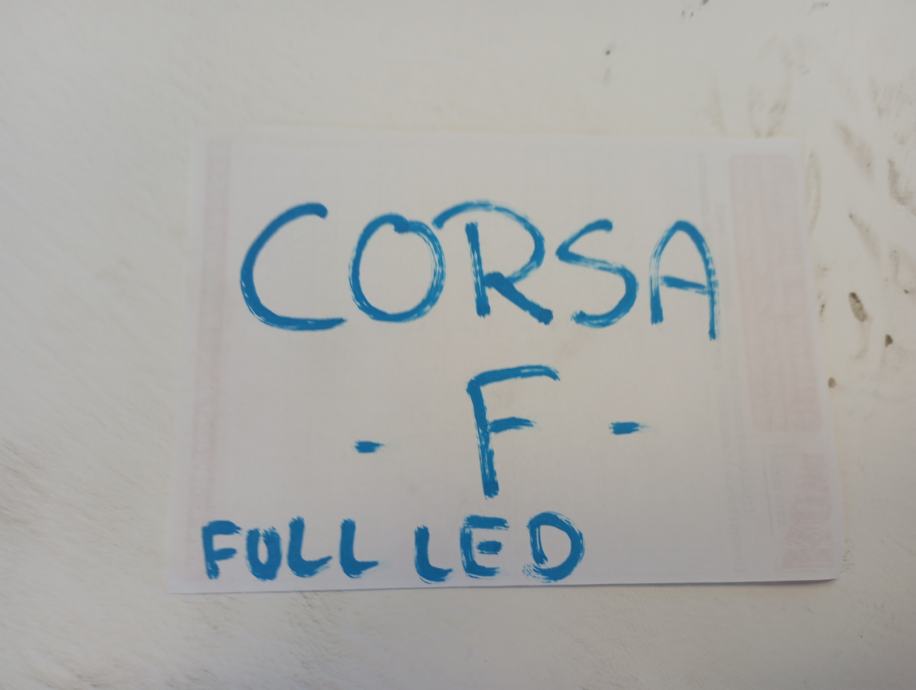 CORSA
- F -
FULL LED